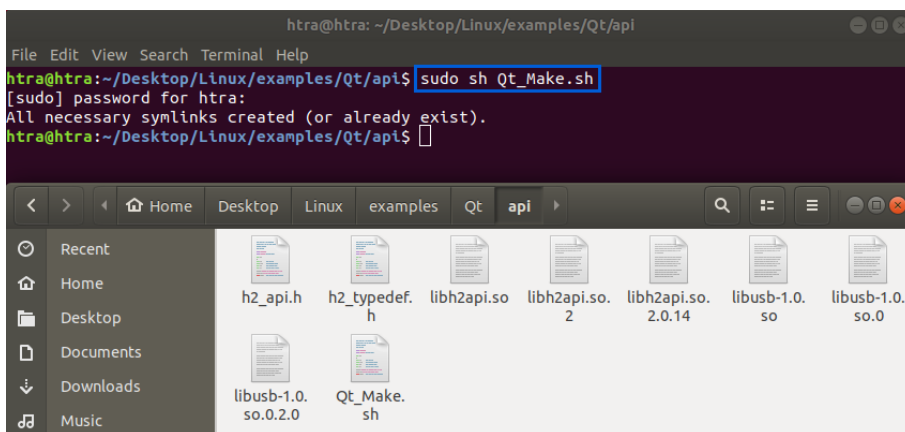 htra@htra: ~/Desktop/Linux/examples/Qt/api
File Edit View Search Terminal Help
htra@htra:~/Desktop/Linux/examples/Qt/api$ sudo sh Qt_Make.sh
[sudo] password for htra:
All necessary symlinks created (or already exist).
htra@htra:~/Desktop/Linux/examples/Qt/api$
Home Desktop Linux examples Qt api
Recent
Home
Desktop
Documents
Downloads
Music
h2_api.h
h2_typedef.
h
libh2api.so
libh2api.so.
2
libh2api.so.
2.0.14
libusb-1.0.
so
libusb-1.0.
so.0
libusb-1.0.
so.0.2.0
Qt_Make.
sh